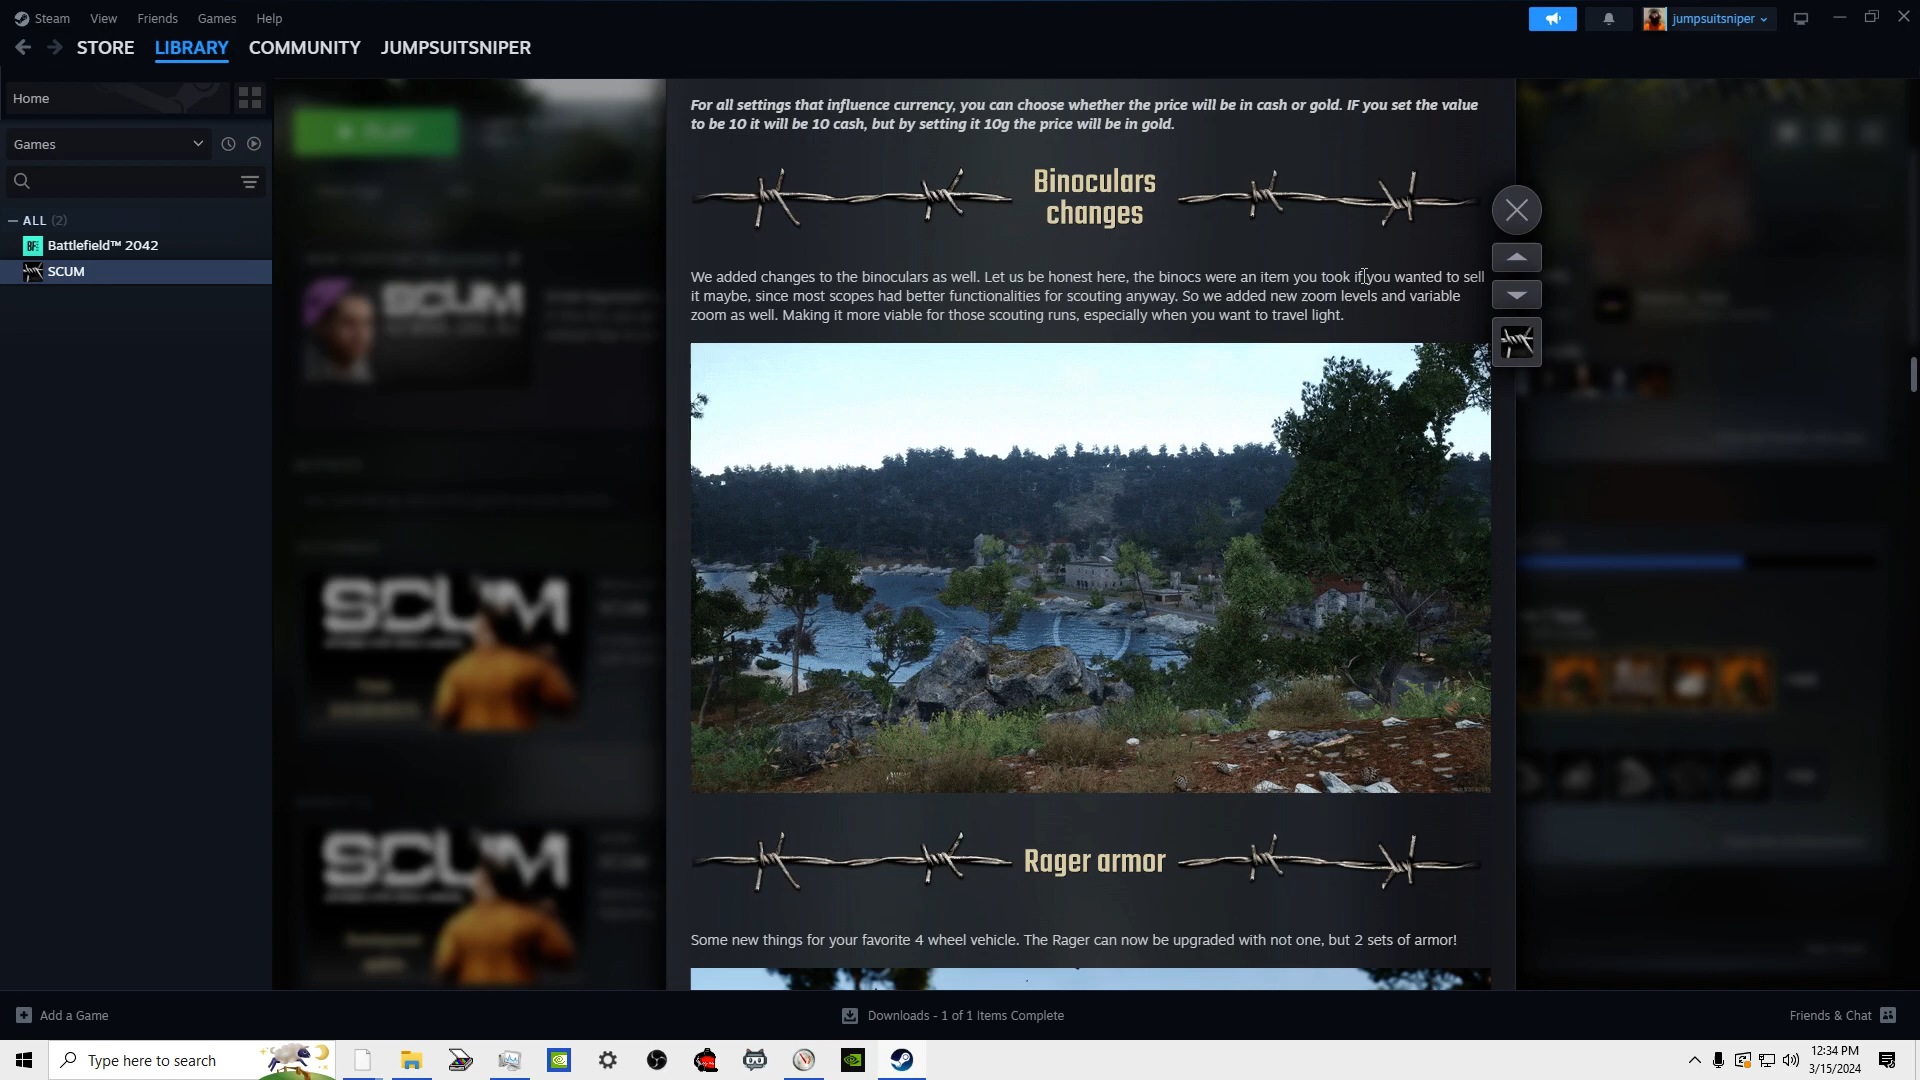 Steam View Friends Games Help
jumpsuitsniper
STORE LIBRARY COMMUNITY JUMPSUITSNIPER
Home
Games
ALL (2)
BF
Battlefield™ 2042
SCUM
PLAY
SCUM
SCUM
SCUM
For all settings that influence currency, you can choose whether the price will be in cash or gold. IF you set the value
to be 10 it will be 10 cash, but by setting it 10g the price will be in gold.
Binoculars
changes
We added changes to the binoculars as well. Let us be honest here, the binocs were an item you took if you wanted to sell
it maybe, since most scopes had better functionalities for scouting anyway. So we added new zoom levels and variable
zoom as well. Making it more viable for those scouting runs, especially when you want to travel light.
Rager armor
Some new things for your favorite 4 wheel vehicle. The Rager can now be upgraded with not one, but 2 sets of armor!
Add a Game
Downloads - 1 of 1 Items Complete
Friends & Chat
Type here to search
12:34 PM
3/15/2024